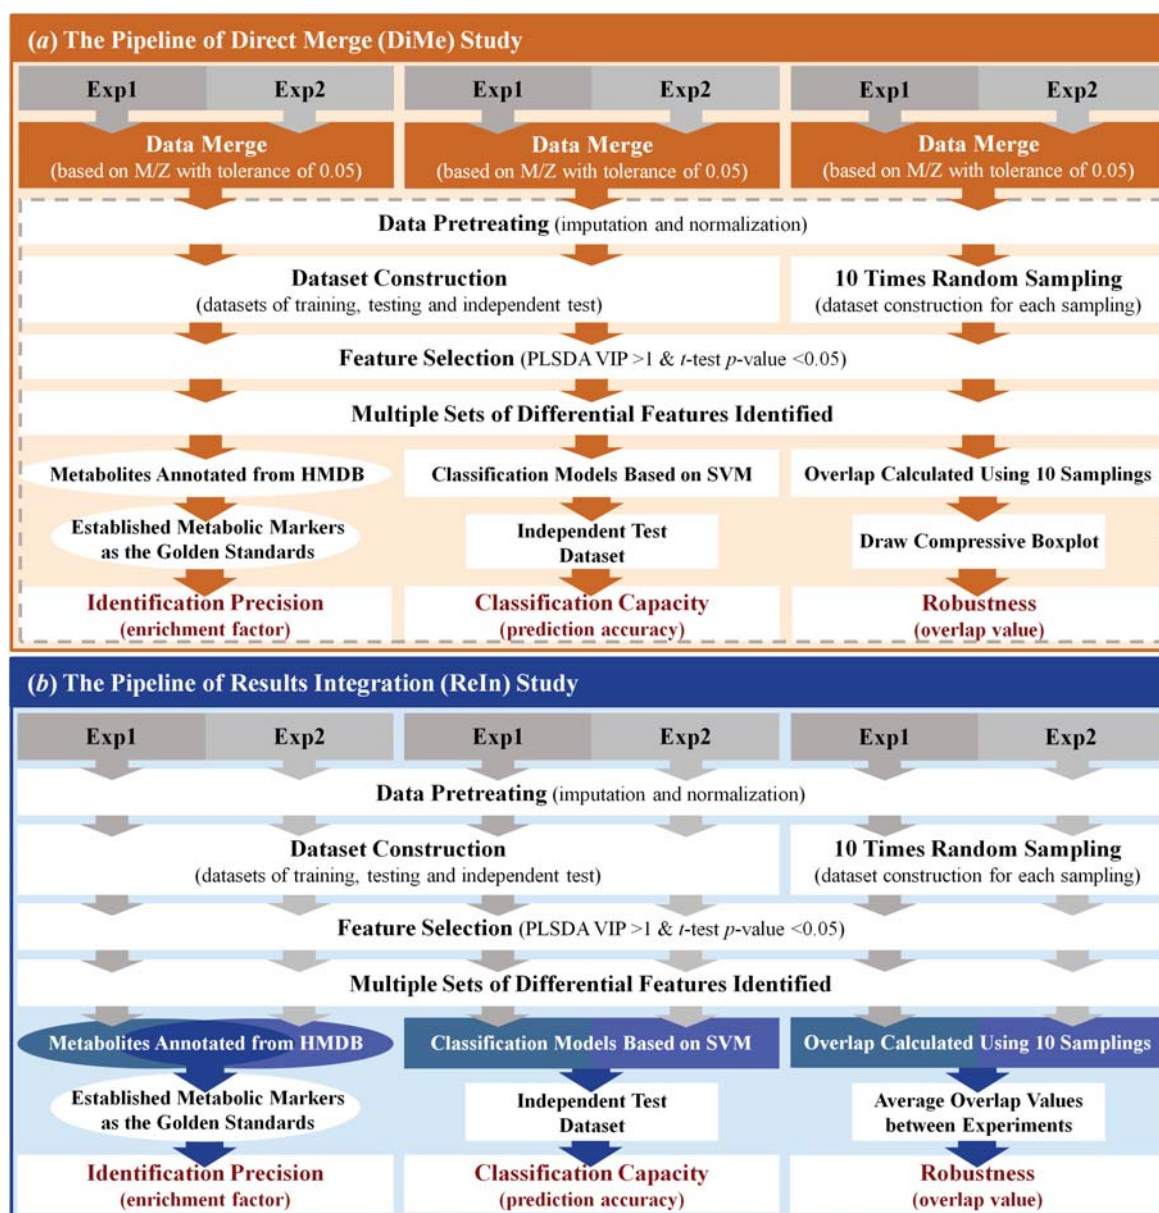 (a) The Pipeline of Direct Merge (DiMe) Study
Exp1 Exp2 Exp1 Exp2 Exp1 Exp2
Data Merge Data Merge Data Merge
(based on M/Z with tolerance of 0.05) (based on M/Z with tolerance of 0.05) (based on M/Z with tolerance of 0.05)
Data Pretreating (imputation and normalization)
Dataset Construction
(datasets of training, testing and independent test)
10 Times Random Sampling
(dataset construction for each sampling)
Feature Selection (PLSDA VIP >1 & t-test p-value <0.05)
Multiple Sets of Differential Features Identified
Metabolites Annotated from HMDB
Classification Models Based on SVM
Overlap Calculated Using 10 Samplings
Established Metabolic Markers
as the Golden Standards
Independent Test
Dataset
Draw Compressive Boxplot
Identification Precision
(enrichment factor)
Classification Capacity
(prediction accuracy)
Robustness
(overlap value)
(b) The Pipeline of Results Integration (ReIn) Study
Exp1 Exp2 Exp1 Exp2 Exp1 Exp2
Data Pretreating (imputation and normalization)
Dataset Construction
(datasets of training, testing and independent test)
10 Times Random Sampling
(dataset construction for each sampling)
Feature Selection (PLSDA VIP >1 & t-test p-value <0.05)
Multiple Sets of Differential Features Identified
Metabolites Annotated from HMDB
Classification Models Based on SVM
Overlap Calculated Using 10 Samplings
Established Metabolic Markers
as the Golden Standards
Independent Test
Dataset
Average Overlap Values
between Experiments
Identification Precision
(enrichment factor)
Classification Capacity
(prediction accuracy)
Robustness
(overlap value)